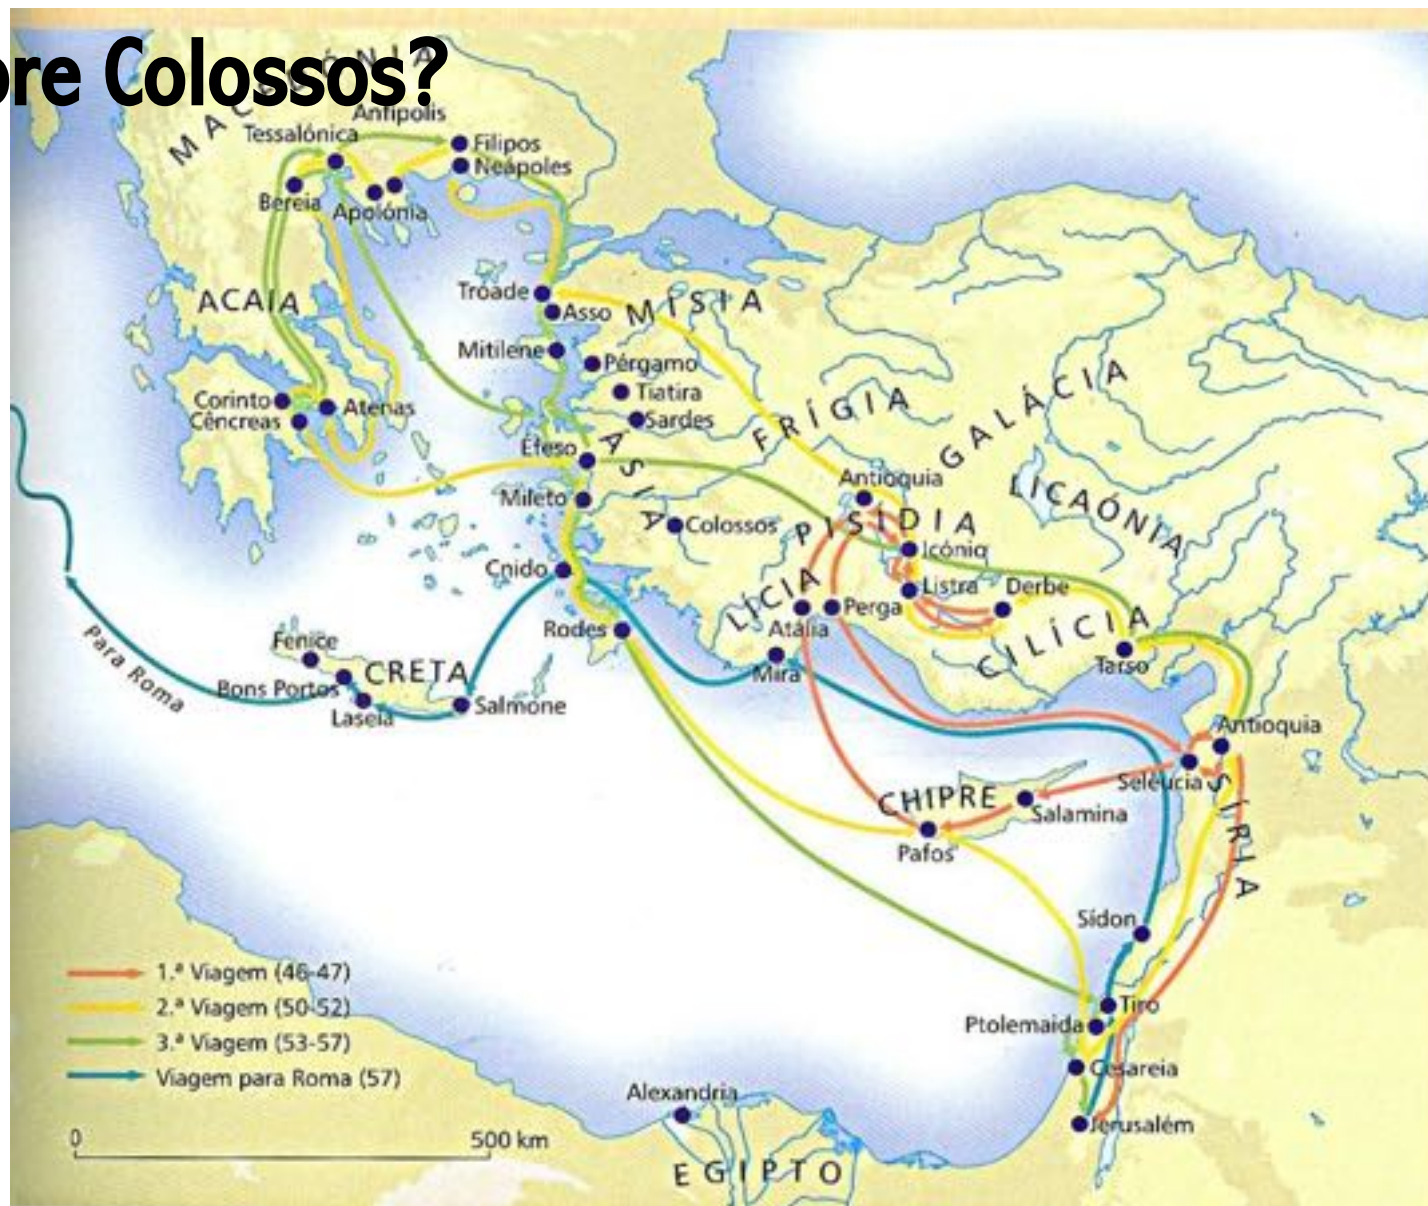 Colossos?
MACEDÓNIA
Anfípolis
Tessalónica
Filipos
Neápoles
Bereia
Apolónia
ACAIA
Tróade
MÍSIA
Asso
Mitilene
Pérgamo
Tiatira
Sardes
FRÍGIA
GALÁCIA
Corinto
Cêncreas
Atenas
ASIA
Éfeso
Antioquia
LICAÓNIA
Mileto
Colossos
PISÍDIA
Icónio
Cnido
LÍCIA
Listra
Derbe
Perga
Atália
CILÍCIA
Rodes
Fenice
Mira
Tarso
CRETA
Bons Portos
Laseia
Salmone
Para Roma
Antioquia
Selêucia
SÍRIA
CHIPRE
Salamina
Pafos
Sídon
1.ª Viagem (46-47)
2.ª Viagem (50-52)
3.ª Viagem (53-57)
Viagem para Roma (57)
Tiro
Ptolemaida
Cesareia
Alexandria
Jerusalém
0 500 km
EGIPTO